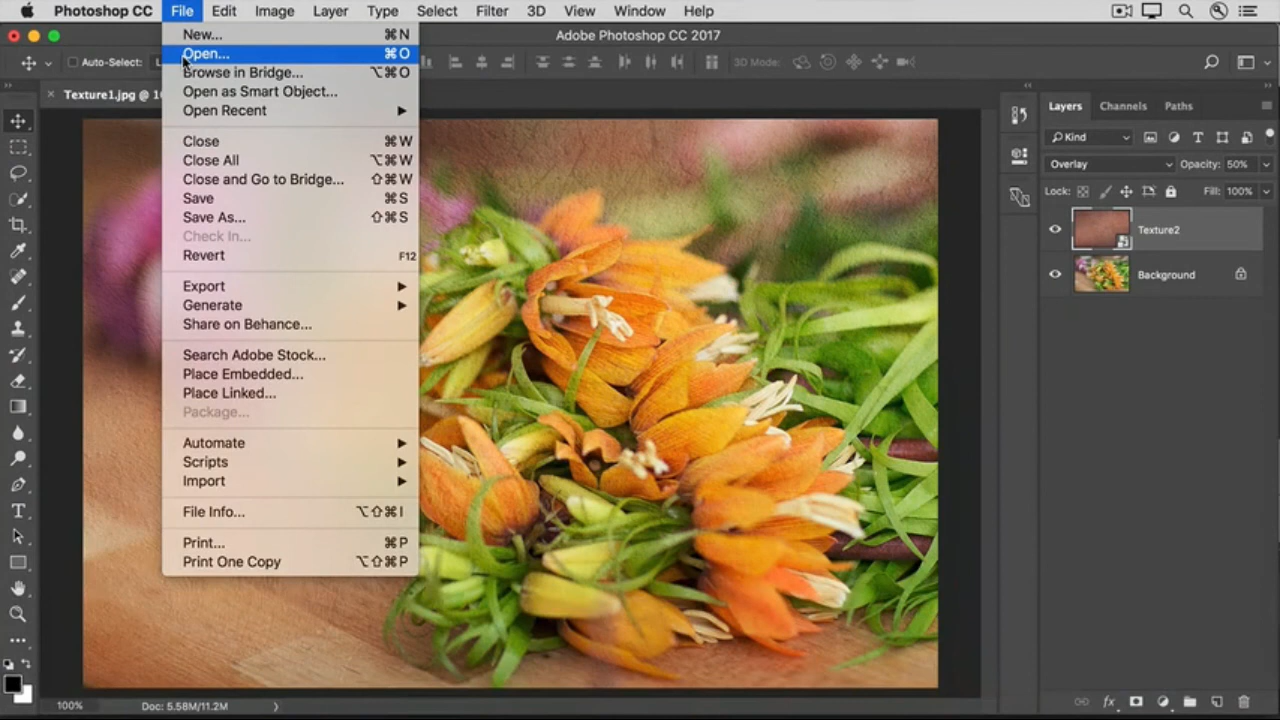 Photoshop CC File Edit Image Layer Type Select Filter 3D View Window Help
Adobe Photoshop CC 2017
New... ⌘N
Open... ⌘O
Browse in Bridge... ⌥⌘O
Open as Smart Object...
Open Recent
Close ⌘W
Close All ⌥⌘W
Close and Go to Bridge... ⇧⌘W
Save ⌘S
Save As... ⇧⌘S
Check In...
Revert F12
Export
Generate
Share on Behance...
Search Adobe Stock...
Place Embedded...
Place Linked...
Package...
Automate
Scripts
Import
File Info... ⌥⇧⌘I
Print... ⌘P
Print One Copy ⌥⇧⌘P
Auto-Select:
3D Mode:
Texture1.jpg @
Layers Channels Paths
Kind
Overlay Opacity: 50%
Lock: Fill: 100%
Texture2
Background
100% Doc: 5.58M/11.2M